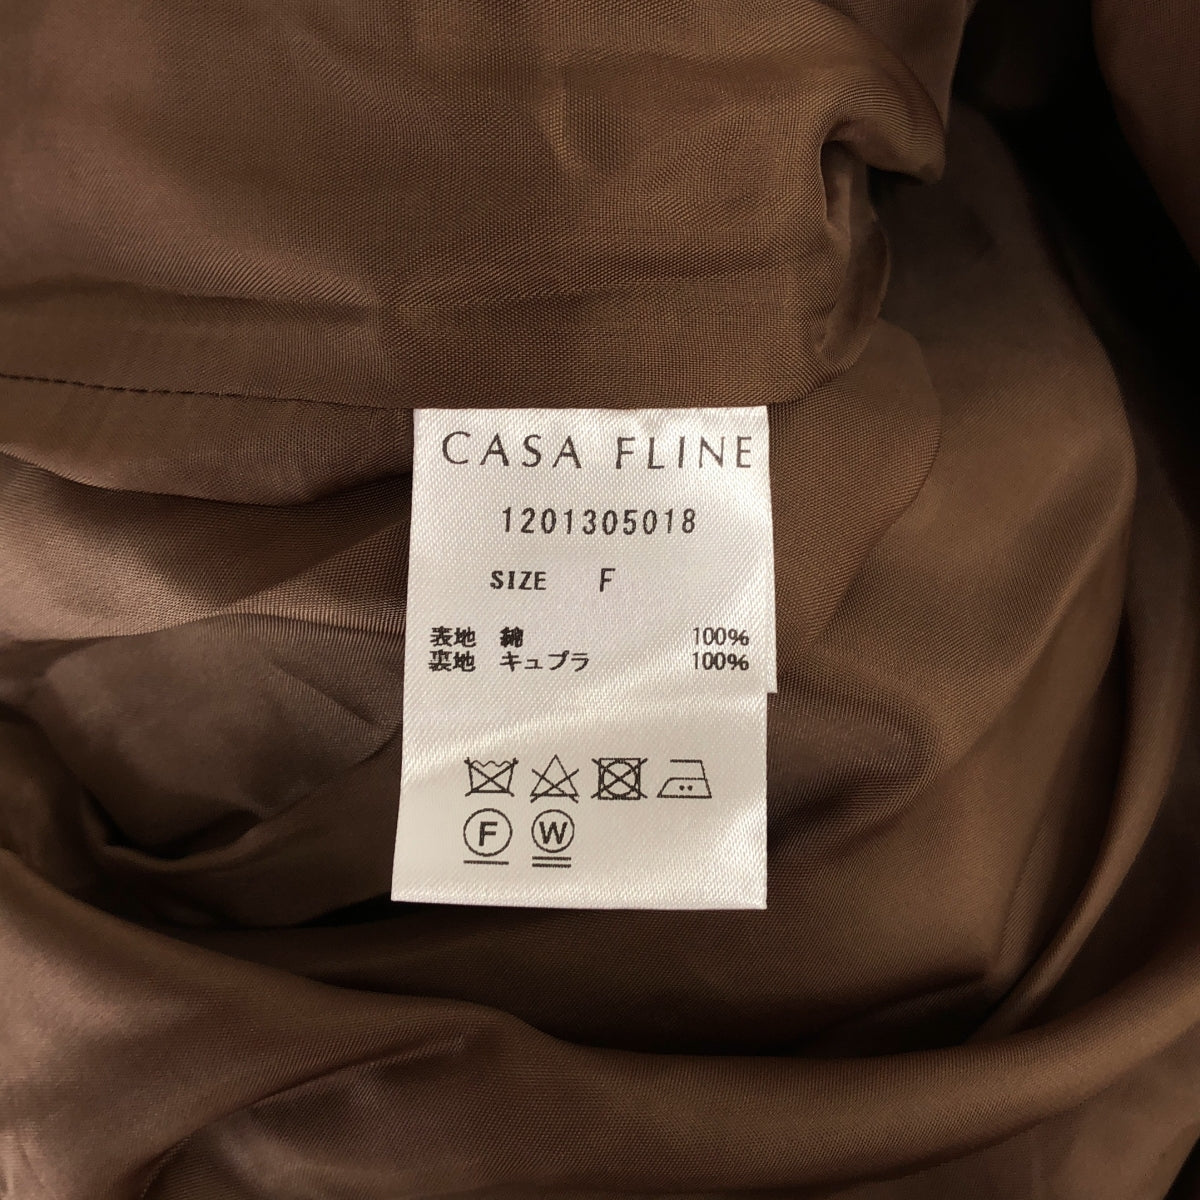 CASA FLINE
1201305018
SIZE F
表地 綿 100%
裏地 キュプラ 100%
F W